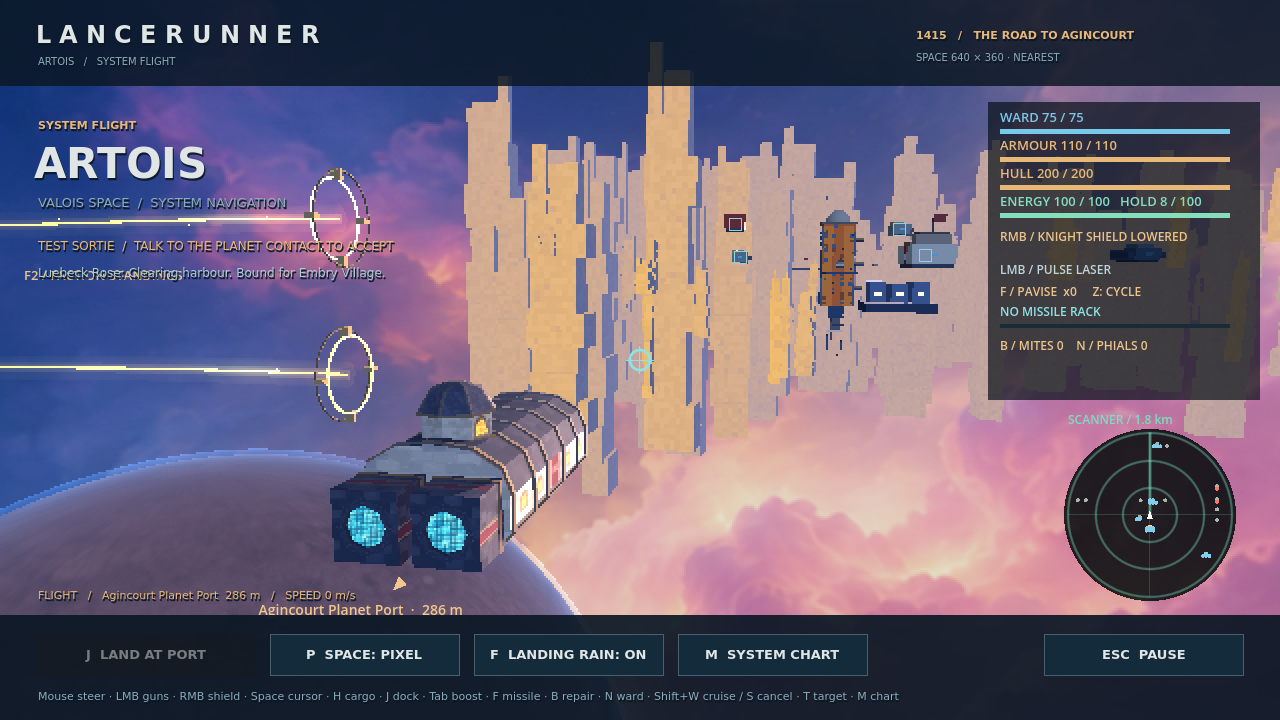 LANCERUNNER
ARTOIS / SYSTEM FLIGHT
1415 / THE ROAD TO AGINCOURT
SPACE 640 × 360 · NEAREST
SYSTEM FLIGHT
ARTOIS
VALOIS SPACE / SYSTEM NAVIGATION
TEST SORTIE / TALK TO THE PLANET CONTACT TO ACCEPT
Luebeck Rose: Clearing harbour. Bound for Embry Village.
WARD 75 / 75
ARMOUR 110 / 110
HULL 200 / 200
ENERGY 100 / 100 HOLD 8 / 100
RMB / KNIGHT SHIELD LOWERED
LMB / PULSE LASER
F / PAVISE x0 Z: CYCLE
NO MISSILE RACK
B / MITES 0 N / PHIALS 0
SCANNER / 1.8 km
FLIGHT / Agincourt Planet Port 286 m / SPEED 0 m/s
Agincourt Planet Port · 286 m
J LAND AT PORT
P SPACE: PIXEL
F LANDING RAIN: ON
M SYSTEM CHART
ESC PAUSE
Mouse steer · LMB guns · RMB shield · Space cursor · H cargo · J dock · Tab boost · F missile · B repair · N ward · Shift+W cruise / S cancel · T target · M chart